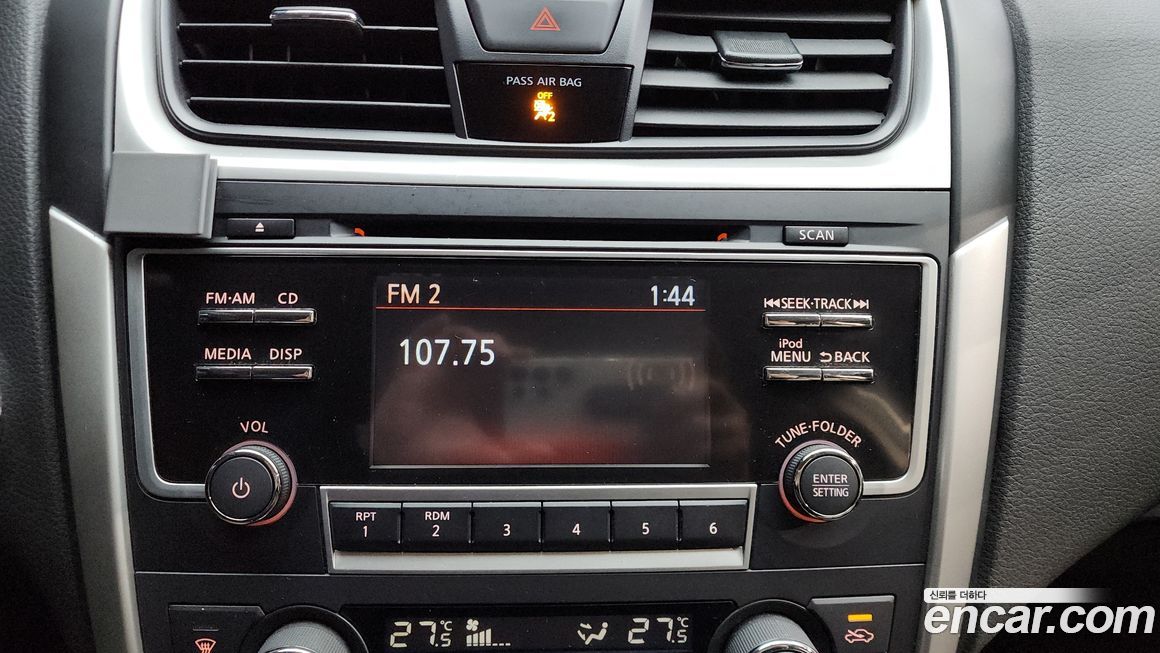 PASS AIR BAG
OFF
2
SCAN
FM·AM CD
FM 2 1:44
SEEK·TRACK
107.75
MEDIA DISP
iPod
MENU BACK
VOL
TUNE·FOLDER
ENTER
SETTING
RPT RDM
1 2 3 4 5 6
27.5°C 27.5°C
신뢰를 더하다
encar.com